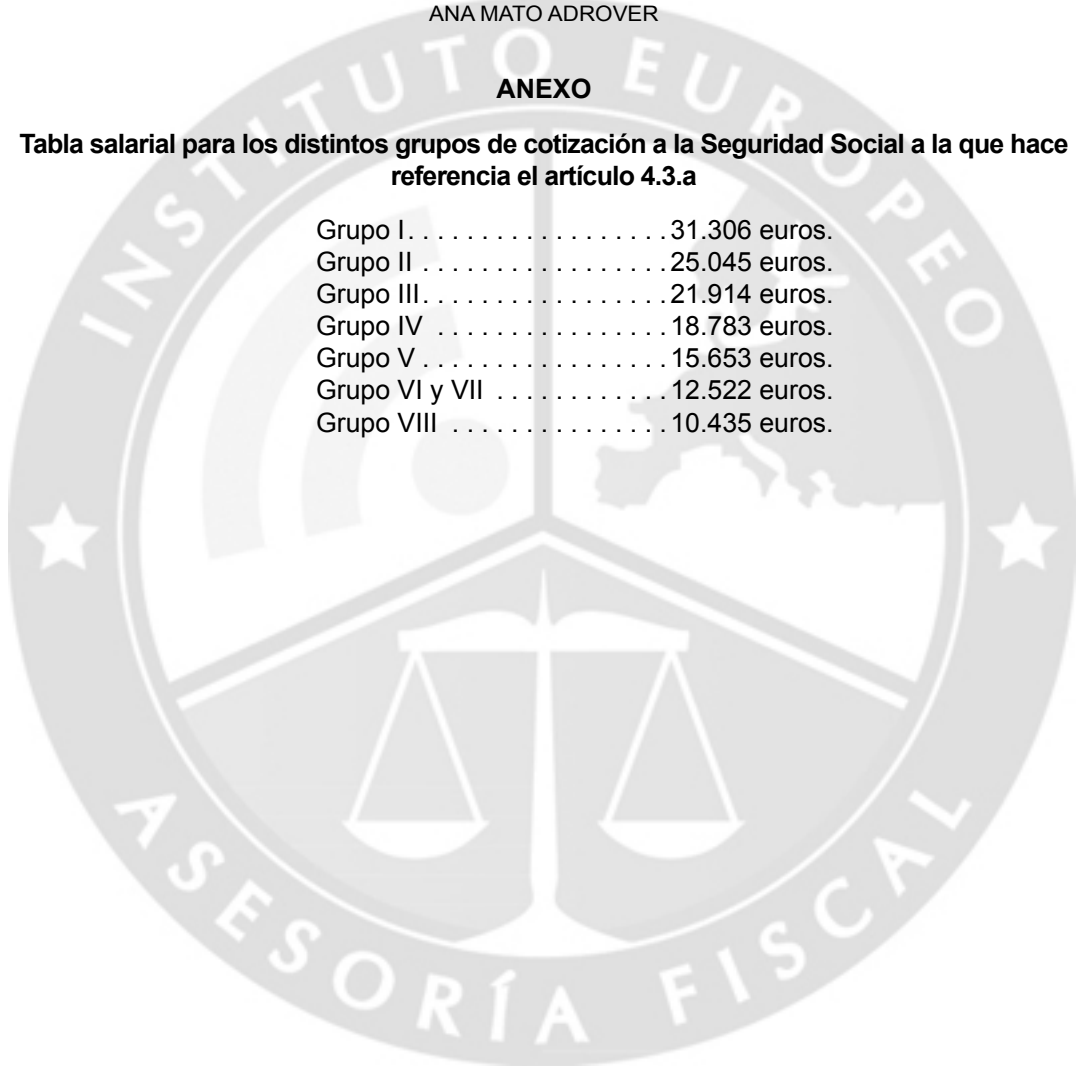 ANA MATO ADROVER
ANEXO
Tabla salarial para los distintos grupos de cotización a la Seguridad Social a la que hace
referencia el artículo 4.3.a
Grupo I. . . . . . . . . . . . . . . . . . 31.306 euros.
Grupo II . . . . . . . . . . . . . . . . . 25.045 euros.
Grupo III. . . . . . . . . . . . . . . . . 21.914 euros.
Grupo IV . . . . . . . . . . . . . . . . 18.783 euros.
Grupo V . . . . . . . . . . . . . . . . . 15.653 euros.
Grupo VI y VII . . . . . . . . . . . . 12.522 euros.
Grupo VIII . . . . . . . . . . . . . . . 10.435 euros.
INSTITUTO EUROPEO
ASESORÍA FISCAL